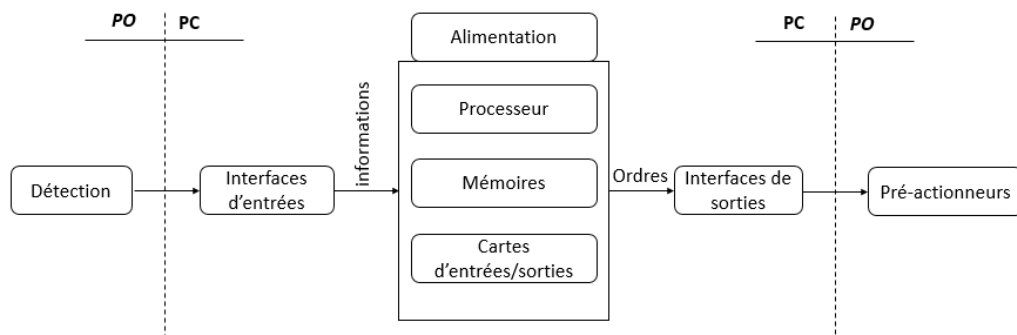 PO PC
Alimentation
PC PO
Processeur
informations
Détection
Interfaces
d'entrées
Mémoires
Ordres
Interfaces de
sorties
Pré-actionneurs
Cartes
d'entrées/sorties